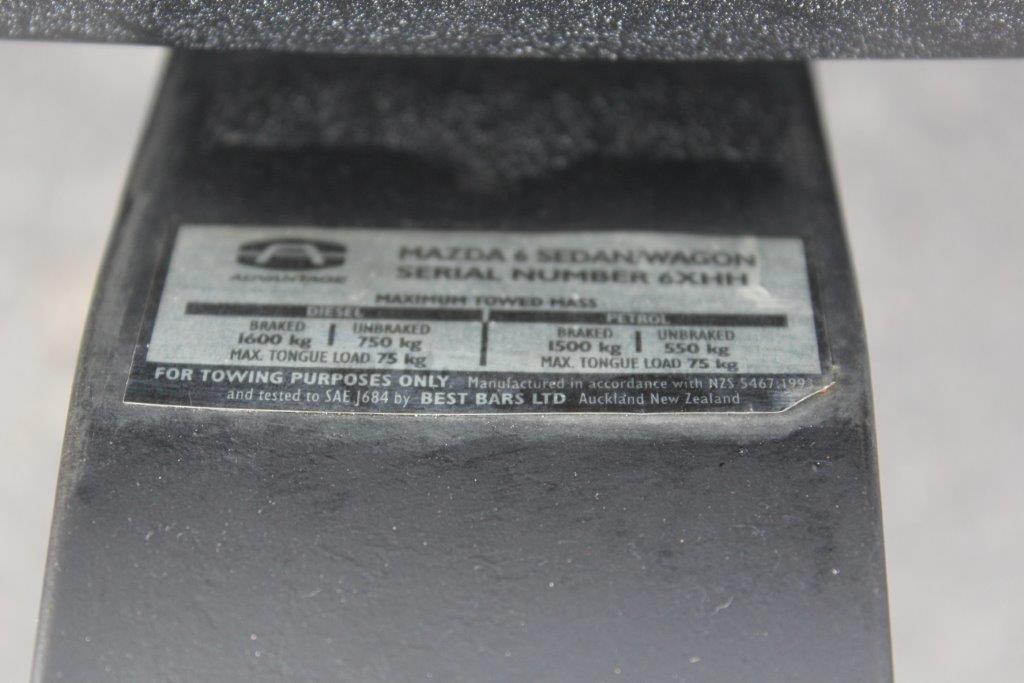 A
ADVANTAGE
MAZDA 6 SEDAN/WAGON
SERIAL NUMBER 6XHH
MAXIMUM TOWED MASS
DIESEL
BRAKED UNBRAKED
1600 kg 750 kg
MAX. TONGUE LOAD 75 kg
PETROL
BRAKED UNBRAKED
1500 kg 550 kg
MAX. TONGUE LOAD 75 kg
FOR TOWING PURPOSES ONLY. Manufactured in accordance with NZS 5467:1993
and tested to SAE J684 by BEST BARS LTD Auckland New Zealand